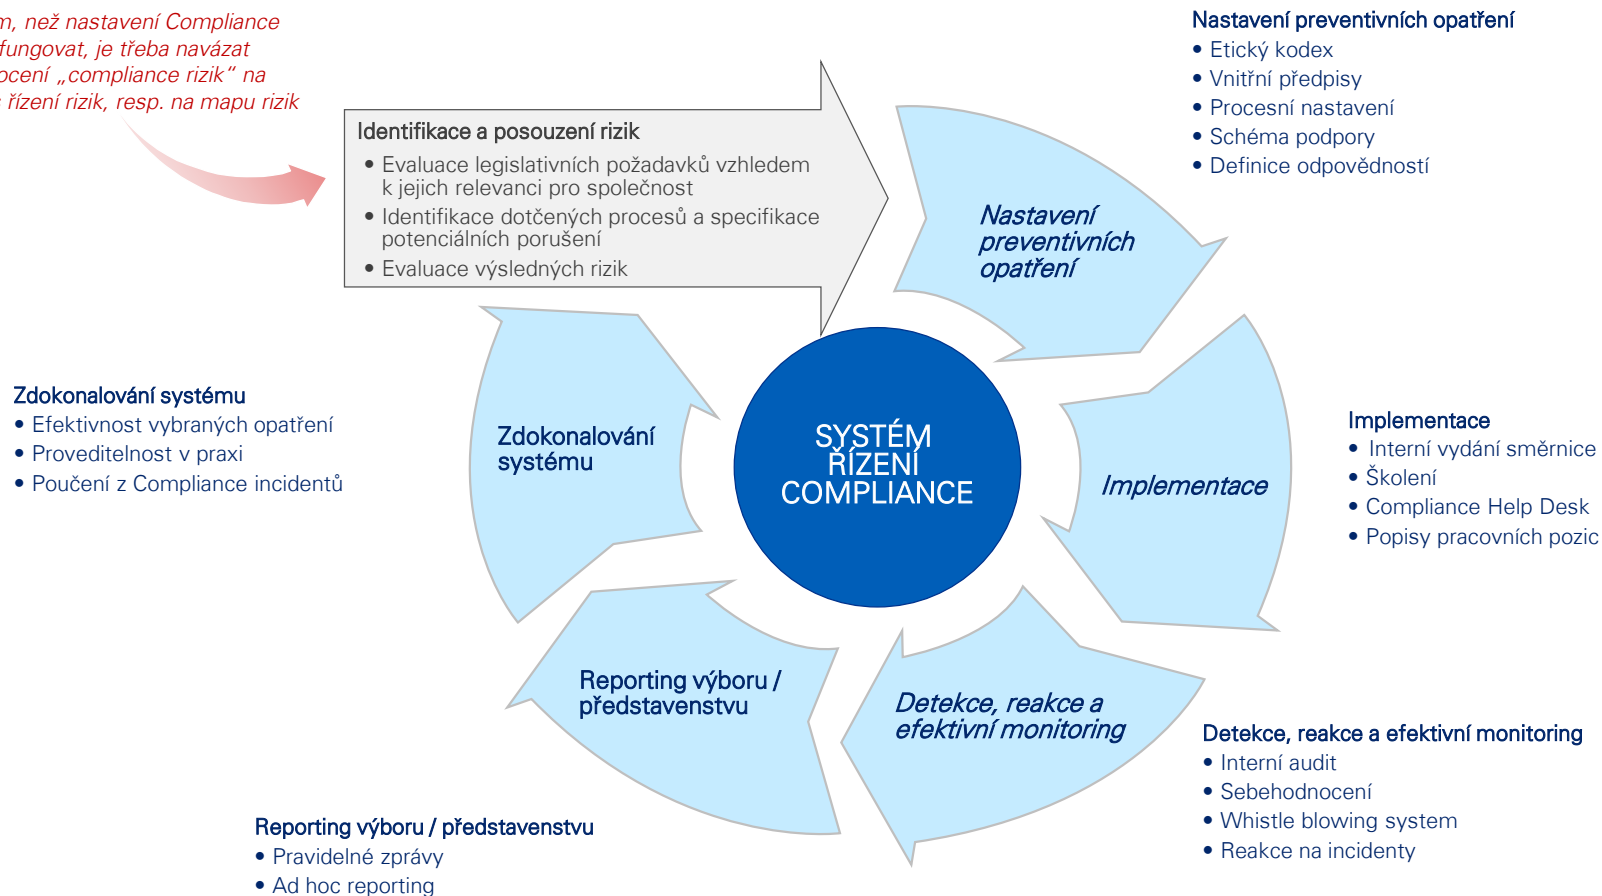 než nastavení Compliance
fungovat, je třeba navázat
„compliance rizik“ na
řízení rizik, resp. na mapu rizik
Identifikace a posouzení rizik
• Evaluace legislativních požadavků vzhledem
k jejich relevanci pro společnost
• Identifikace dotčených procesů a specifikace
potenciálních porušení
• Evaluace výsledných rizik
Nastavení preventivních opatření
• Etický kodex
• Vnitřní předpisy
• Procesní nastavení
• Schéma podpory
• Definice odpovědností
Nastavení
preventivních
opatření
Zdokonalování systému
• Efektivnost vybraných opatření
• Proveditelnost v praxi
• Poučení z Compliance incidentů
Zdokonalování
systému
SYSTÉM
ŘÍZENÍ
COMPLIANCE
Implementace
Implementace
• Interní vydání směrnice
• Školení
• Compliance Help Desk
• Popisy pracovních pozic
Reporting výboru /
představenstvu
Detekce, reakce a
efektivní monitoring
Detekce, reakce a efektivní monitoring
• Interní audit
• Sebehodnocení
• Whistle blowing system
• Reakce na incidenty
Reporting výboru / představenstvu
• Pravidelné zprávy
• Ad hoc reporting